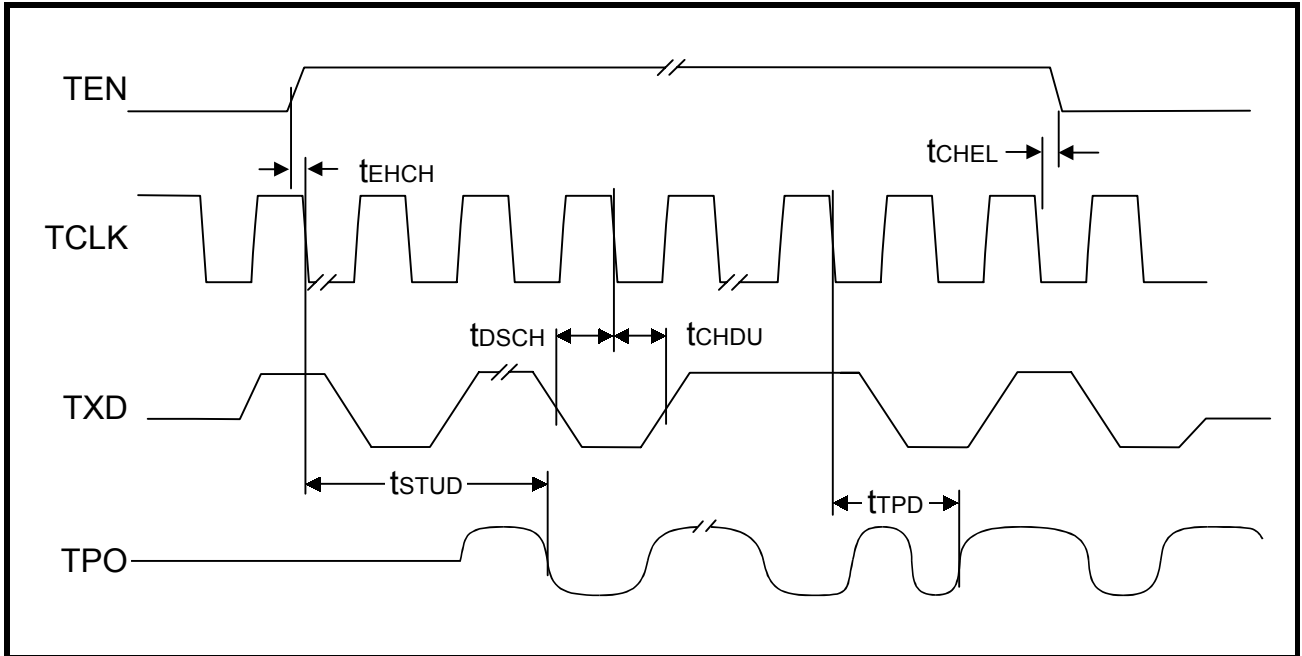 TEN
tCHEL
tEHCH
TCLK
tDSCH
tCHDU
TXD
tSTUD
tTPD
TPO